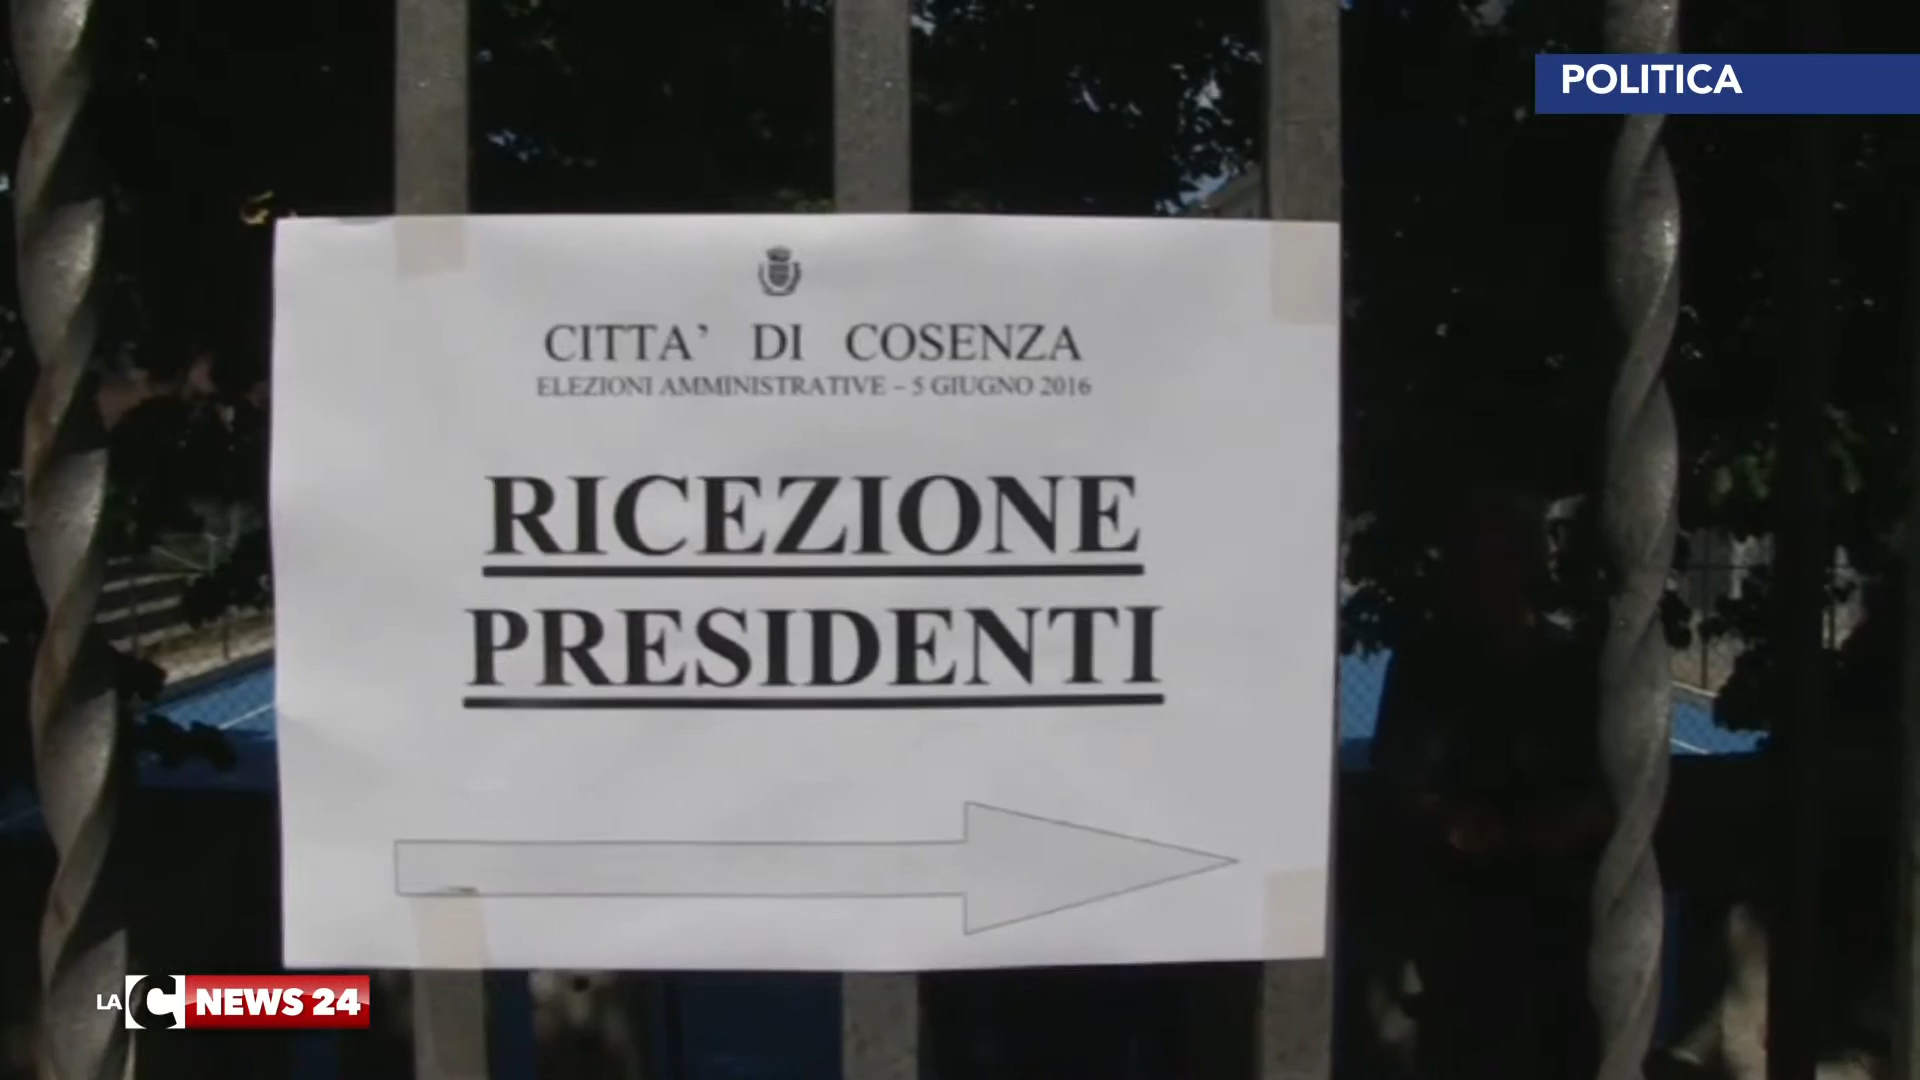 POLITICA
CITTA' DI COSENZA
ELEZIONI AMMINISTRATIVE – 5 GIUGNO 2016
RICEZIONE
PRESIDENTI
LA C NEWS 24